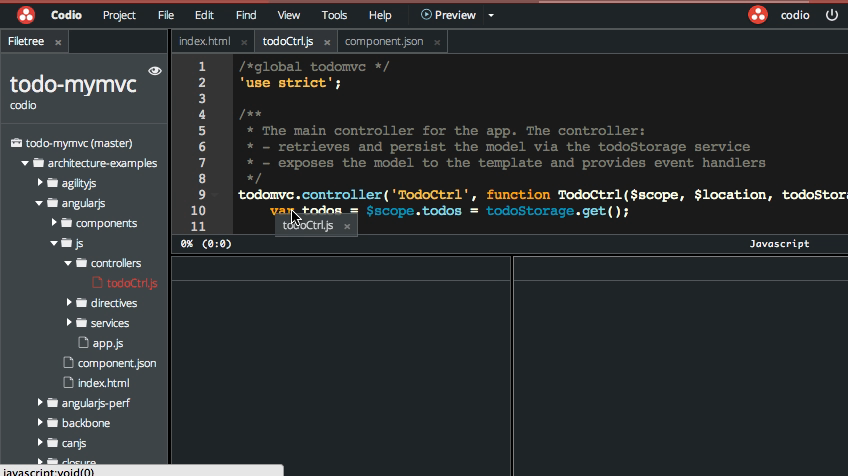 Codio Project File Edit Find View Tools Help Preview codio
Filetree
index.html todoCtrl.js component.json
todo-mymvc
codio
todo-mymvc (master)
architecture-examples
agilityjs
angularjs
components
js
controllers
todoCtrl.js
directives
services
app.js
component.json
index.html
angularjs-perf
backbone
canjs
closure
javascript:void(0)
1 /*global todomvc */
2 'use strict';
3
4 /**
5 * The main controller for the app. The controller:
6 * - retrieves and persist the model via the todoStorage service
7 * - exposes the model to the template and provides event handlers
8 */
9 todomvc.controller('TodoCtrl', function TodoCtrl($scope, $location, todoStora
10 var todos = $scope.todos = todoStorage.get();
11
todoCtrl.js
0% (0:0) Javascript